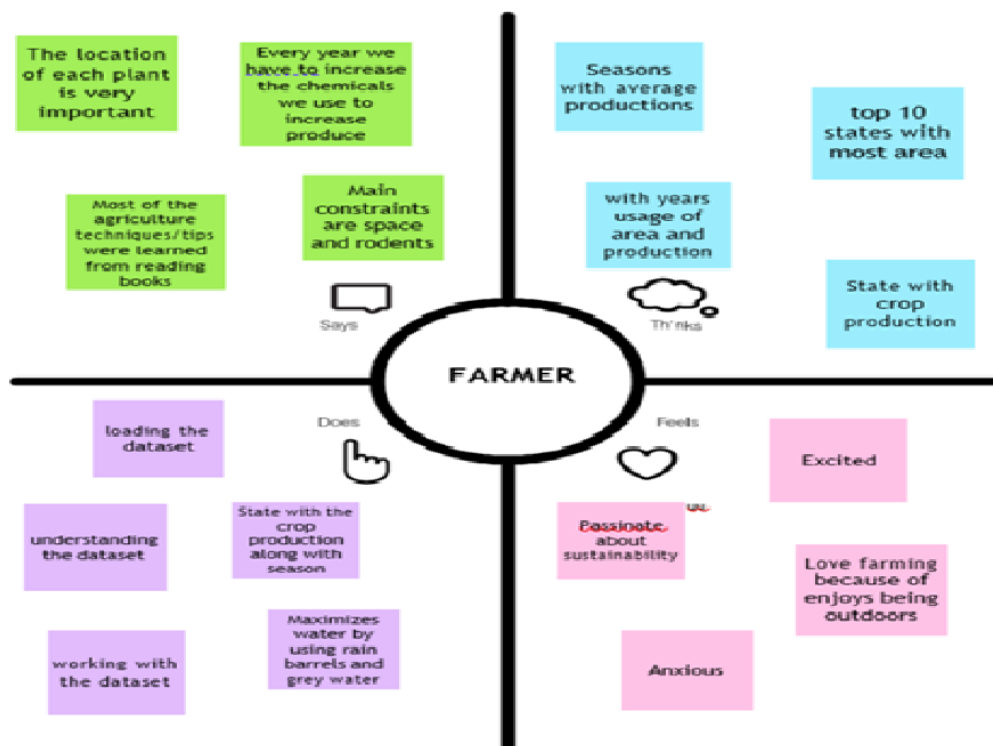 The location
of each plant
is very
important
Every year we
have to increase
the chemicals
we use to
increase
produce
Most of the
agriculture
techniques/tips
were learned
from reading
books
Main
constraints
are space
and rodents
Says
Seasons
with average
productions
top 10
states with
most area
with years
usage of
area and
production
State with
crop
production
Thinks
FARMER
Does
loading the
dataset
understanding
the dataset
State with the
crop
production
along with
season
working with
the dataset
Maximizes
water by
using rain
barrels and
grey water
Feels
Excited
Passinate
about
sustainability
Love farming
because of
enjoys being
outdoors
Anxious